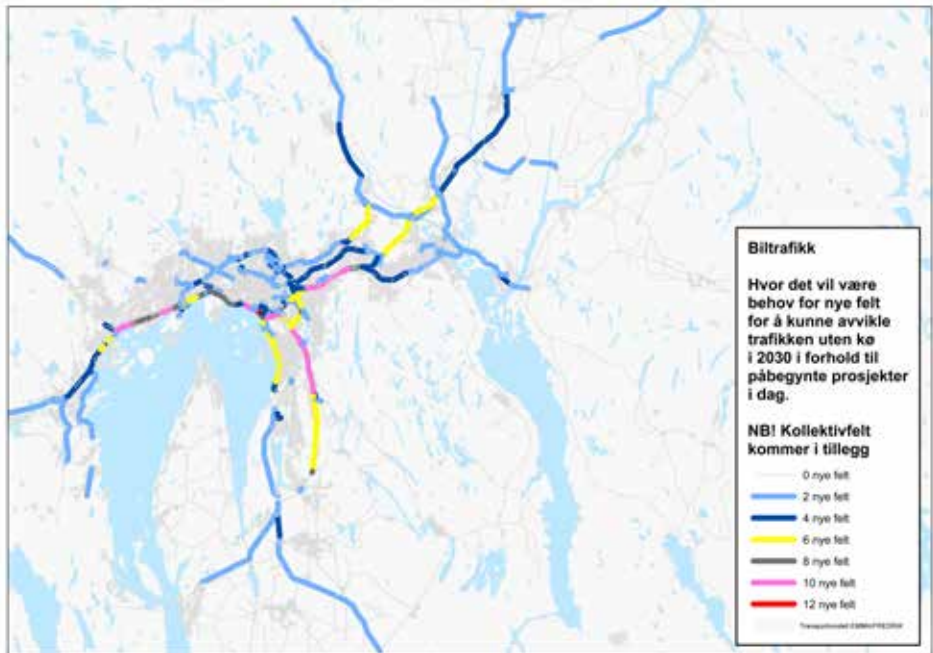 Biltrafikk
Hvor det vil være
behov for nye felt
for å kunne avvikle
trafikken uten kø
i 2030 i forhold til
påbegynte prosjekter
i dag.
NB! Kollektivfelt
kommer i tillegg
0 nye felt
2 nye felt
4 nye felt
6 nye felt
8 nye felt
10 nye felt
12 nye felt